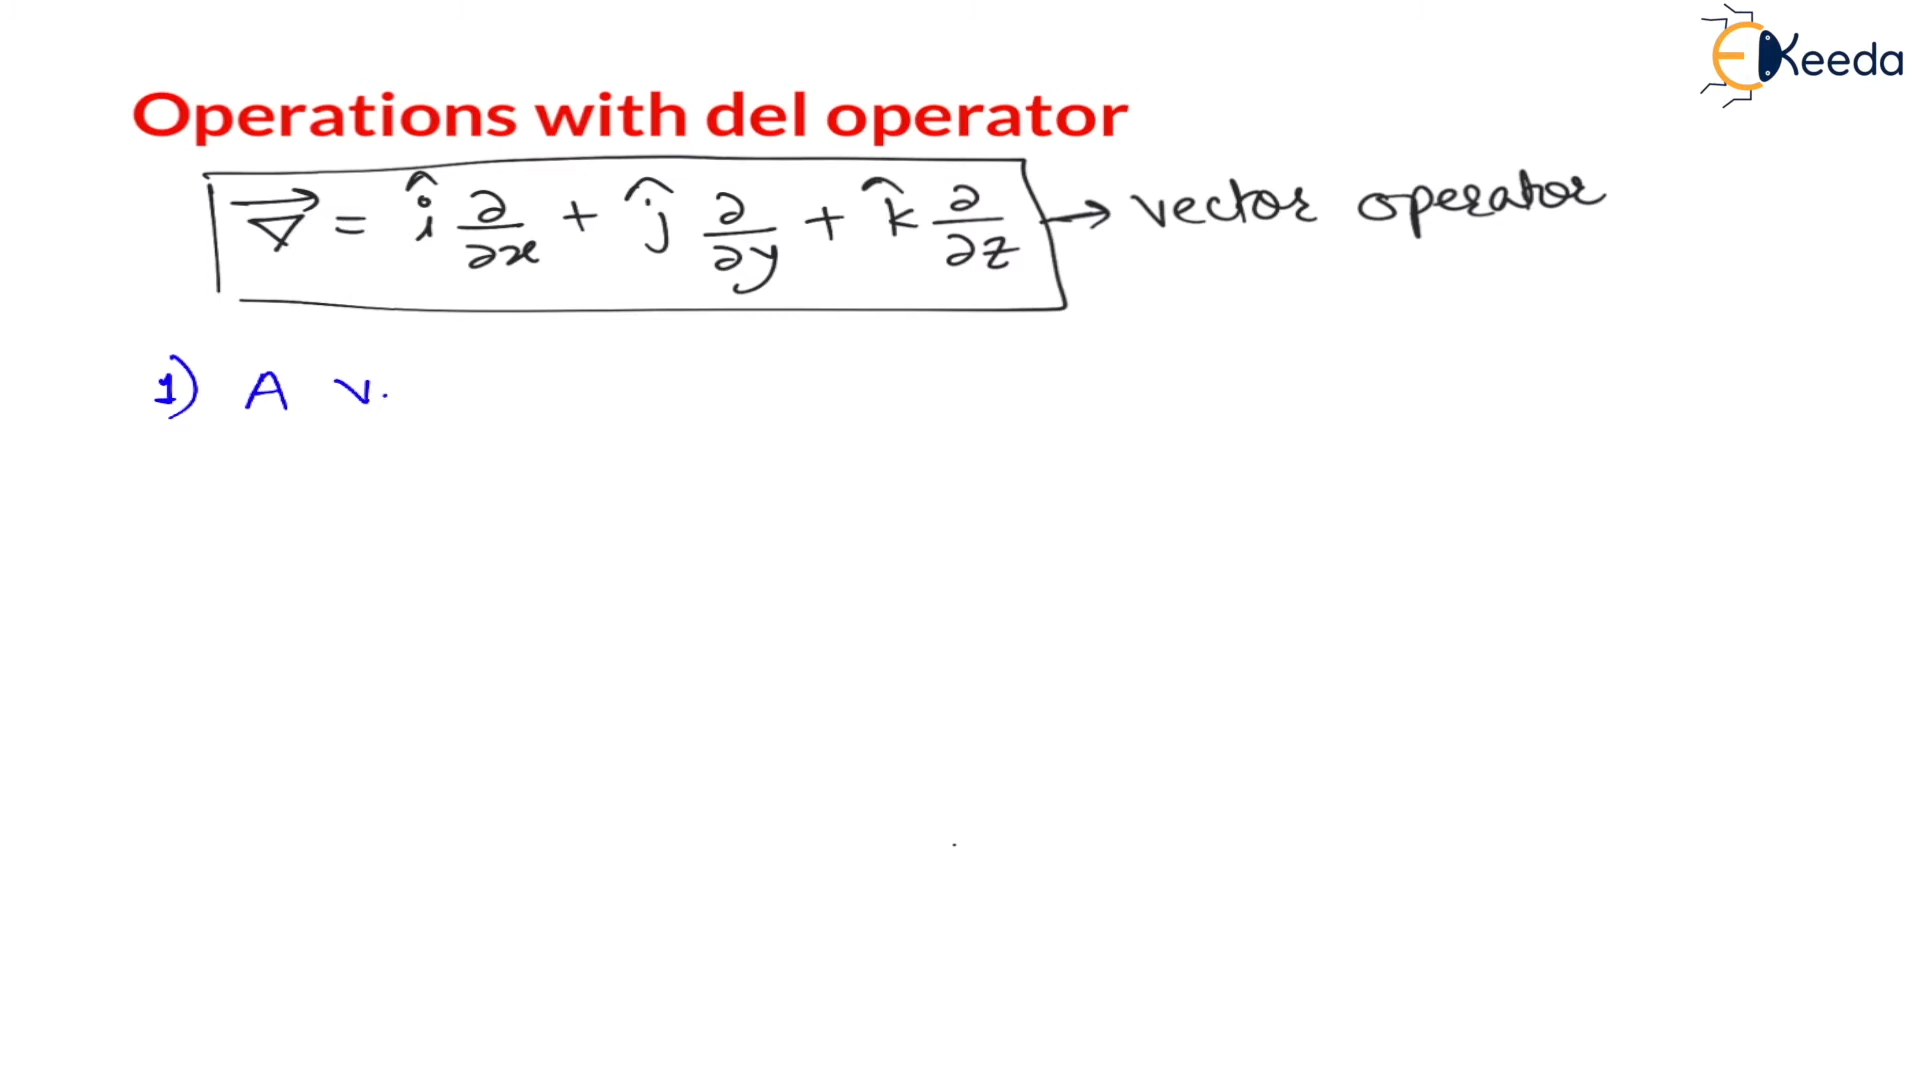 EKeeda
Operations with del operator
∇⃗ = î ∂/∂x + ĵ ∂/∂y + k̂ ∂/∂z → vector operator
1) A v.